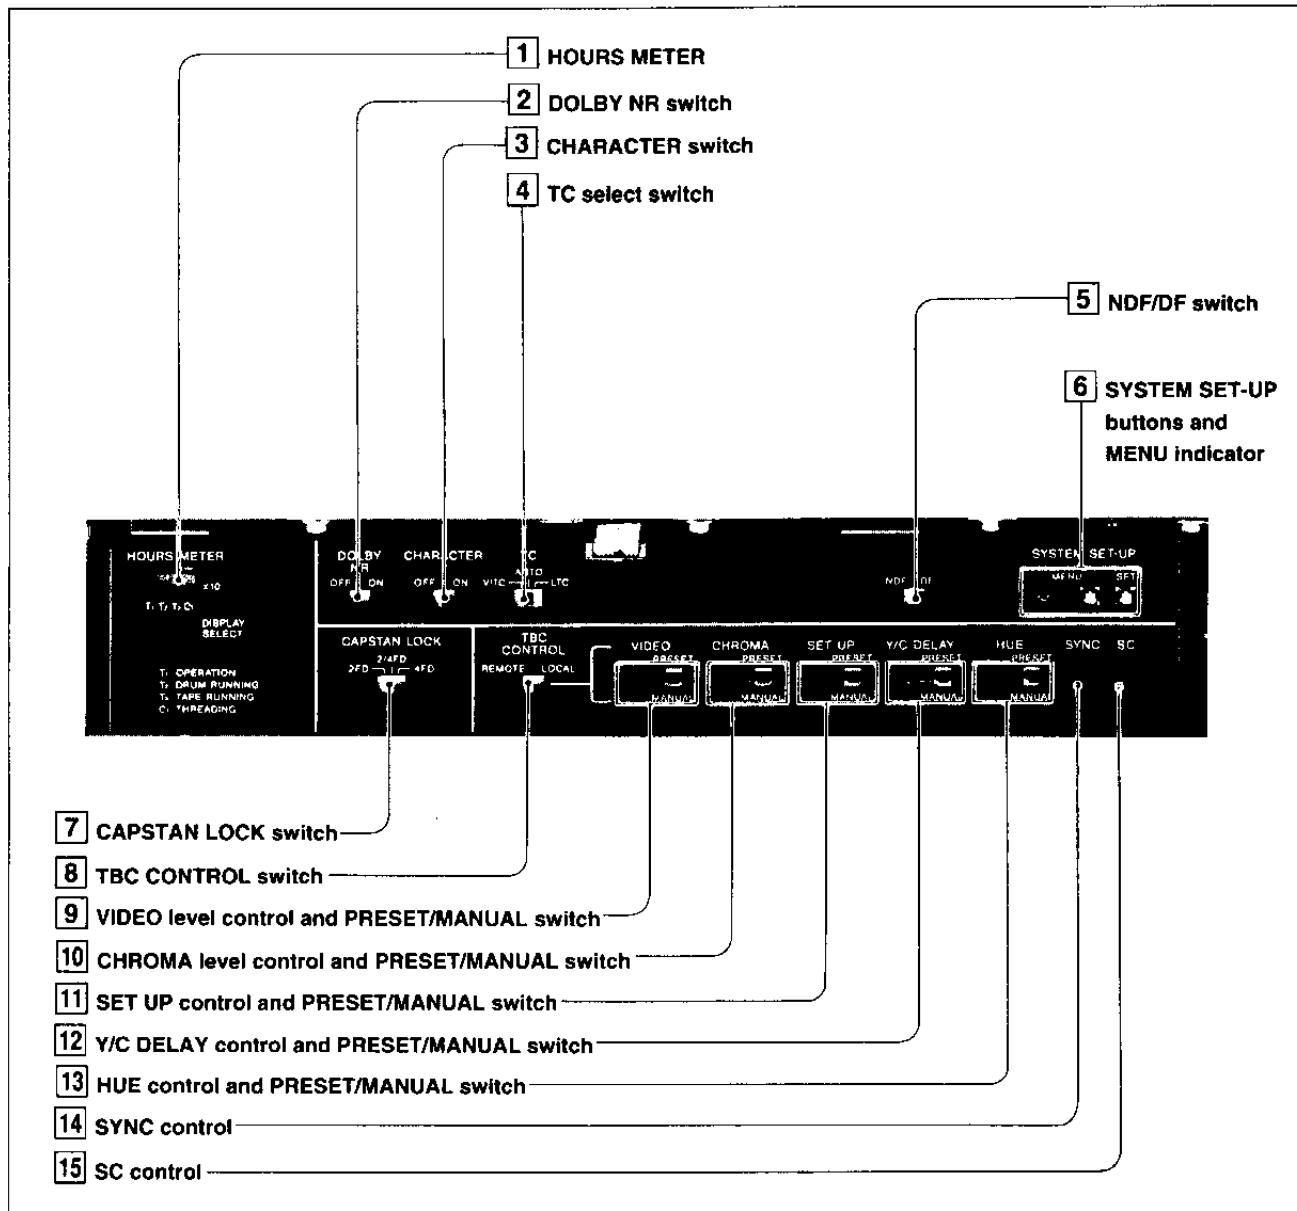 1 HOURS METER
2 DOLBY NR switch
3 CHARACTER switch
4 TC select switch
5 NDF/DF switch
6 SYSTEM SET-UP
buttons and
MENU indicator
HOURS METER
X10
T₁ T₂ T₃ C₁
DISPLAY
SELECT
T₁ OPERATION
T₂ DRUM RUNNING
T₃ TAPE RUNNING
C₁ THREADING
DOLBY
NR
OFF ON
CHARACTER
OFF ON
TC
AUTO
VITC LTC
NDF DF
SYSTEM SET-UP
MENU SET
CAPSTAN LOCK
2/4FD
2FD 4FD
TBC
CONTROL
REMOTE LOCAL
VIDEO
PRESET
MANUAL
CHROMA
PRESET
MANUAL
SET UP
PRESET
MANUAL
Y/C DELAY
PRESET
MANUAL
HUE
PRESET
MANUAL
SYNC
SC
7 CAPSTAN LOCK switch
8 TBC CONTROL switch
9 VIDEO level control and PRESET/MANUAL switch
10 CHROMA level control and PRESET/MANUAL switch
11 SET UP control and PRESET/MANUAL switch
12 Y/C DELAY control and PRESET/MANUAL switch
13 HUE control and PRESET/MANUAL switch
14 SYNC control
15 SC control